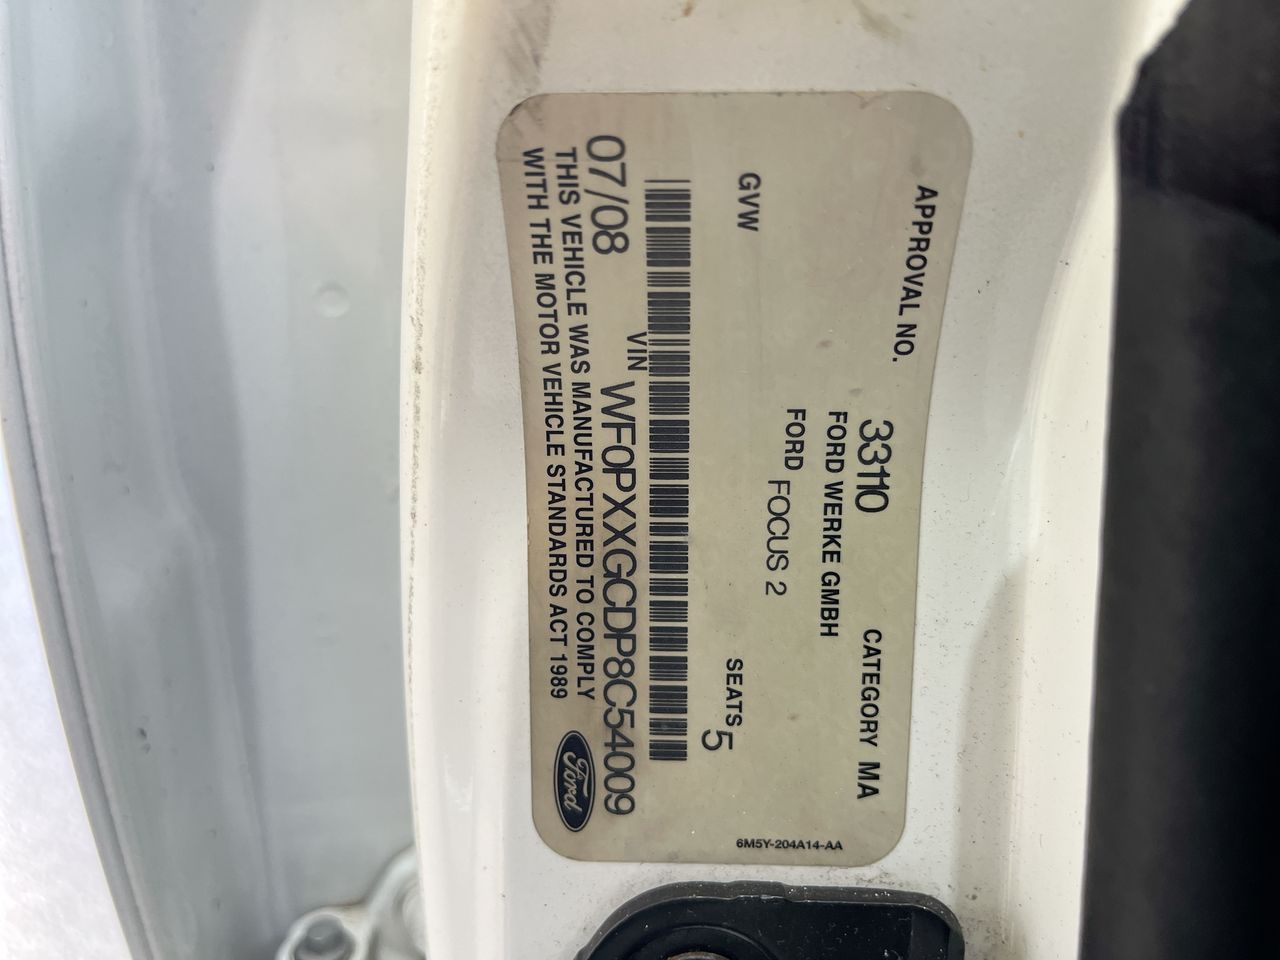 APPROVAL NO. 33110 CATEGORY MA
FORD WERKE GMBH
FORD FOCUS 2
GVW SEATS 5
VIN WF0PXXGCDP8C54009
07/08
THIS VEHICLE WAS MANUFACTURED TO COMPLY
WITH THE MOTOR VEHICLE STANDARDS ACT 1989
Ford
6M5Y-204A14-AA